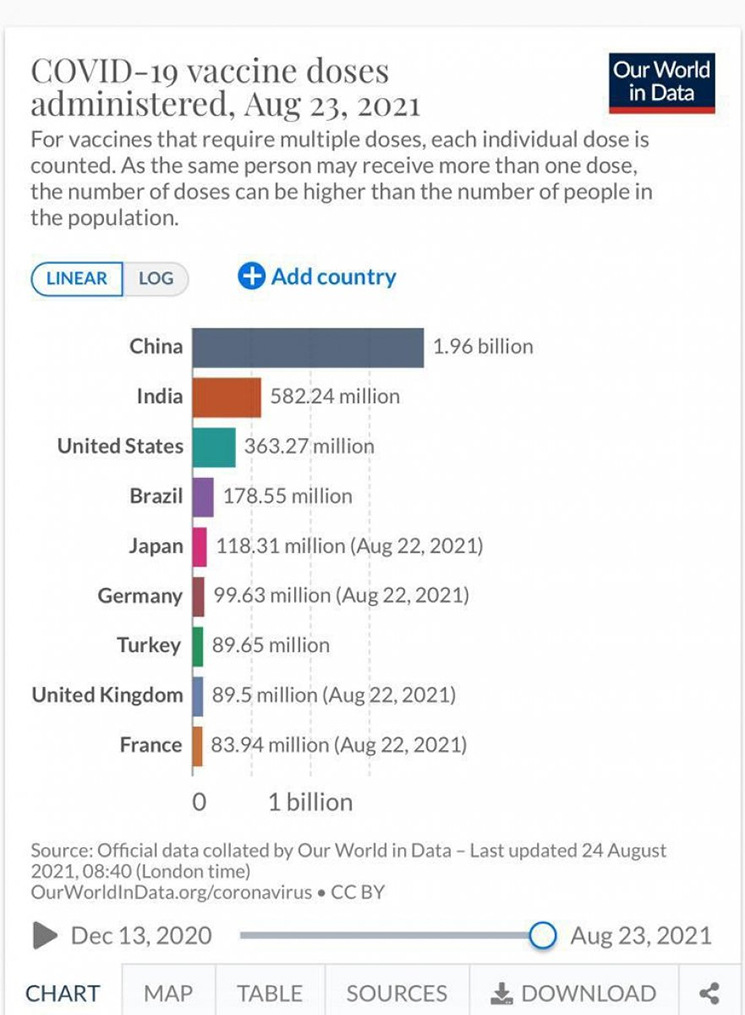 COVID-19 vaccine doses
administered, Aug 23, 2021
Our World
in Data
For vaccines that require multiple doses, each individual dose is
counted. As the same person may receive more than one dose,
the number of doses can be higher than the number of people in
the population.
LINEAR LOG
Add country
China 1.96 billion
India 582.24 million
United States 363.27 million
Brazil 178.55 million
Japan 118.31 million (Aug 22, 2021)
Germany 99.63 million (Aug 22, 2021)
Turkey 89.65 million
United Kingdom 89.5 million (Aug 22, 2021)
France 83.94 million (Aug 22, 2021)
0 1 billion
Source: Official data collated by Our World in Data – Last updated 24 August
2021, 08:40 (London time)
OurWorldInData.org/coronavirus • CC BY
Dec 13, 2020 Aug 23, 2021
CHART MAP TABLE SOURCES DOWNLOAD